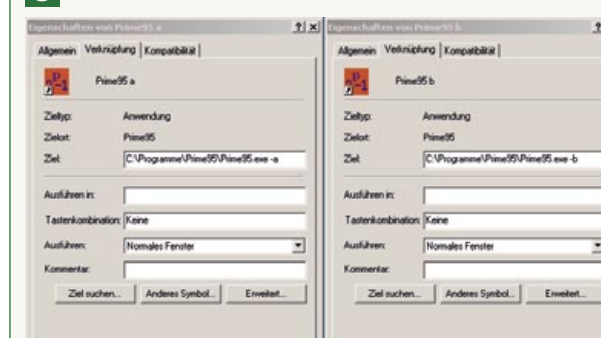 Eigenschaften von Prime95 a
Allgemein Verknüpfung Kompatibilität
Prime95 a
Zieltyp: Anwendung
Zielort: Prime95
Ziel: C:\Programme\Prime95\Prime95.exe -a
Ausführen in:
Tastenkombination: Keine
Ausführen: Normales Fenster
Kommentar:
Ziel suchen... Anderes Symbol... Erweitert...
Eigenschaften von Prime95 b
Allgemein Verknüpfung Kompatibilität
Prime95 b
Zieltyp: Anwendung
Zielort: Prime95
Ziel: C:\Programme\Prime95\Prime95.exe -b
Ausführen in:
Tastenkombination: Keine
Ausführen: Normales Fenster
Kommentar:
Ziel suchen... Anderes Symbol... Erweitert...